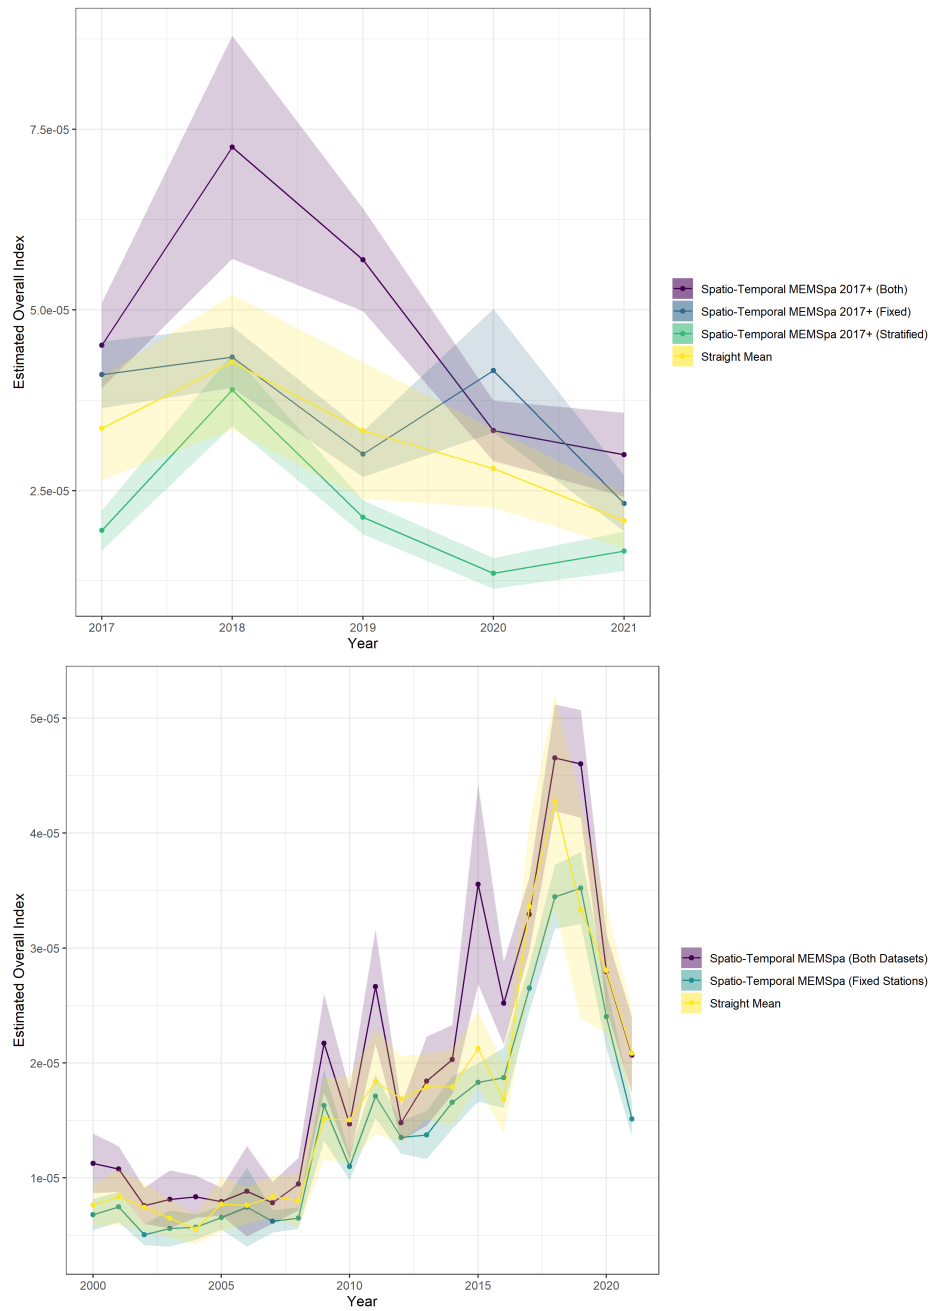 7.5e-05
5.0e-05
2.5e-05
Estimated Overall Index
2017 2018 2019 2020 2021
Year
Spatio-Temporal MEMSpa 2017+ (Both)
Spatio-Temporal MEMSpa 2017+ (Fixed)
Spatio-Temporal MEMSpa 2017+ (Stratified)
Straight Mean
5e-05
4e-05
3e-05
2e-05
1e-05
Estimated Overall Index
2000 2005 2010 2015 2020
Year
Spatio-Temporal MEMSpa (Both Datasets)
Spatio-Temporal MEMSpa (Fixed Stations)
Straight Mean